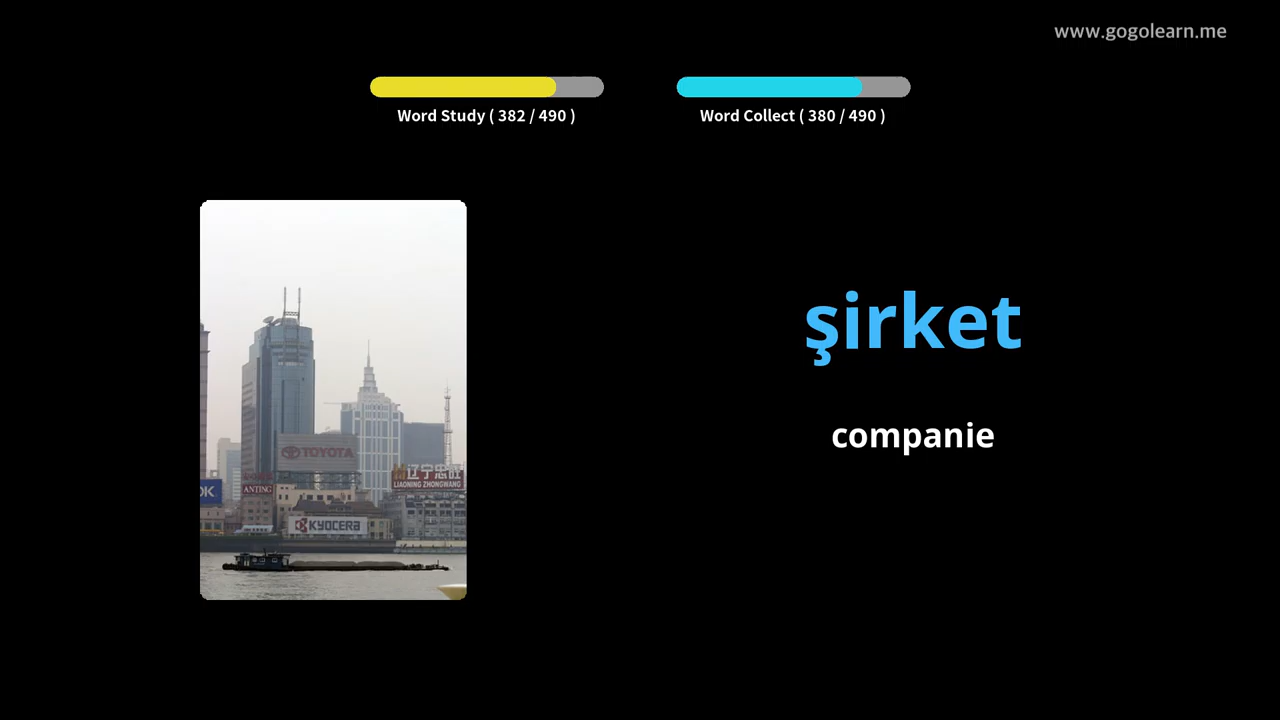 www.gogolearn.me
Word Study ( 382 / 490 )
Word Collect ( 380 / 490 )
şirket
companie
TOYOTA
辽宁忠旺
LIAONING ZHONGWANG
ANTING
KYOCERA